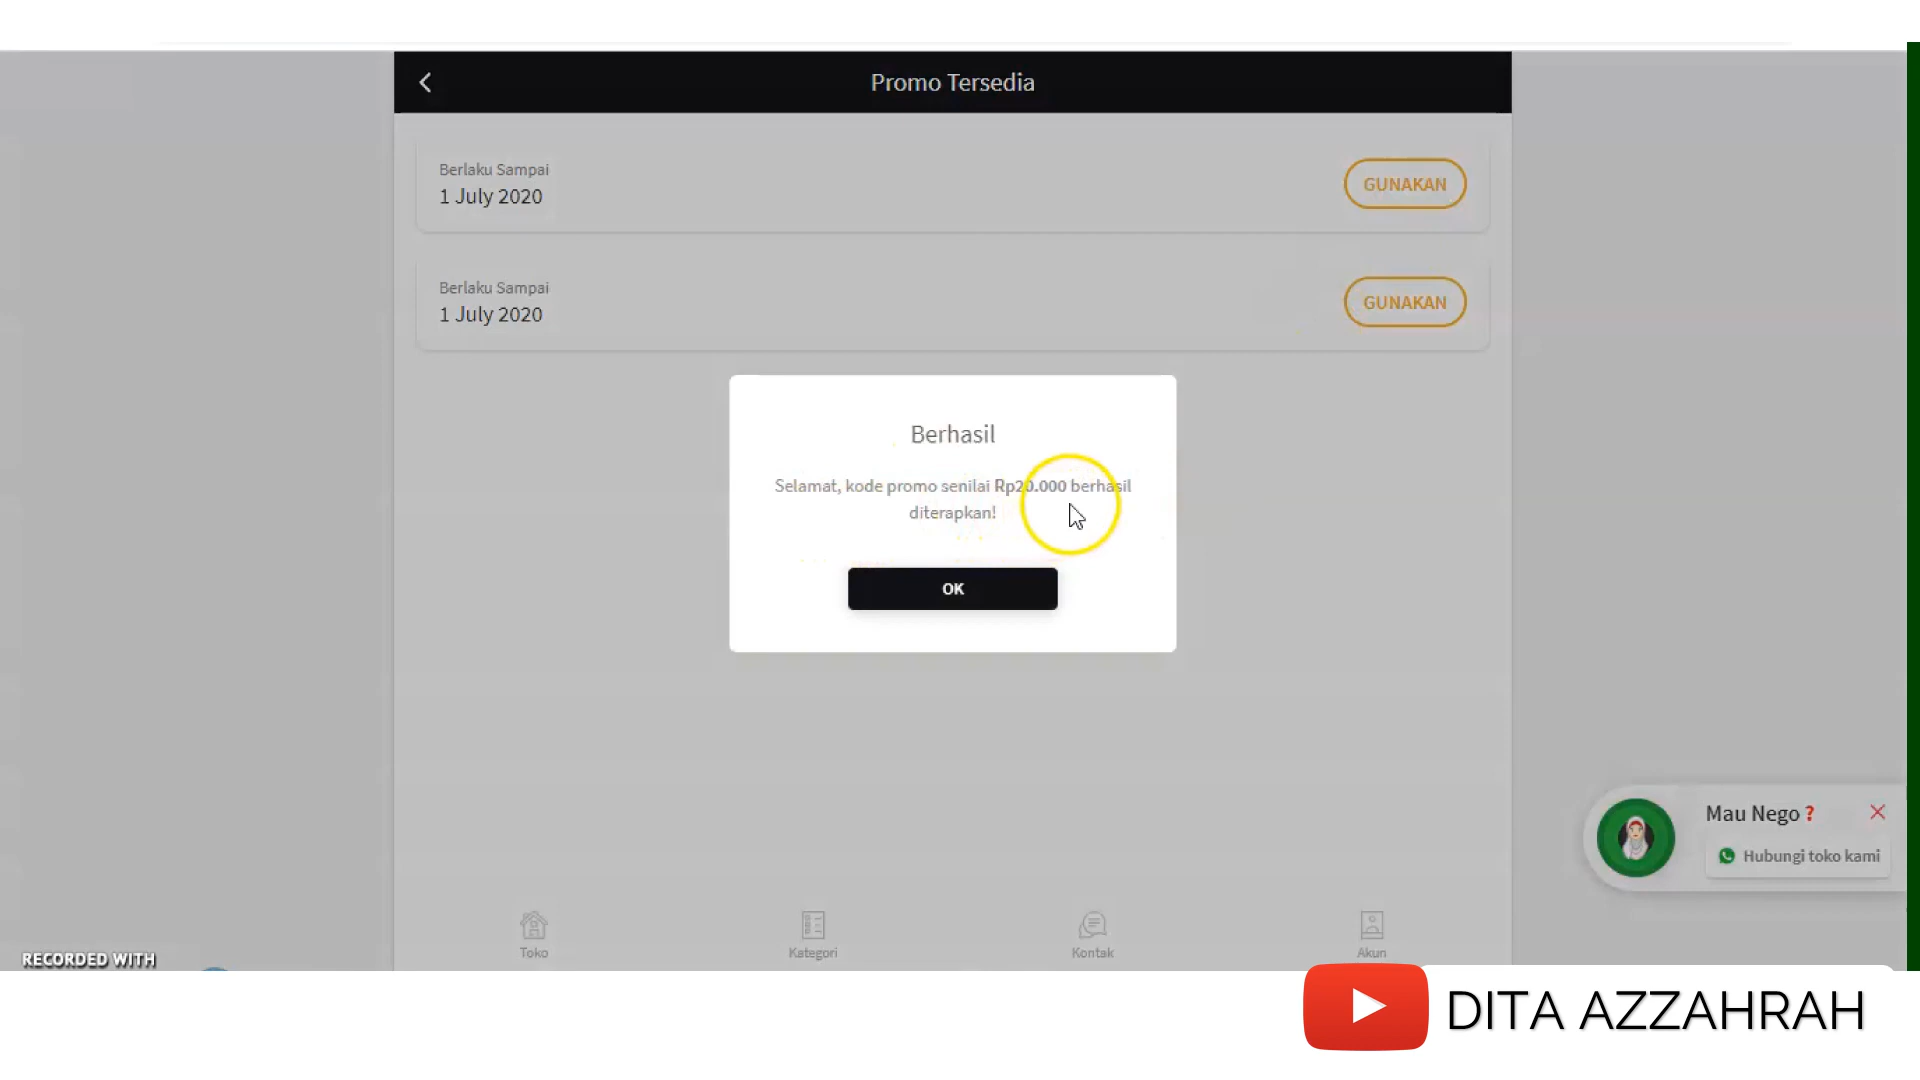 Promo Tersedia
Berlaku Sampai
1 July 2020
GUNAKAN
Berlaku Sampai
1 July 2020
GUNAKAN
Berhasil
Selamat, kode promo senilai Rp20.000 berhasil
diterapkan!
OK
Mau Nego ?
Hubungi toko kami
Toko
Kategori
Kontak
Akun
RECORDED WITH
DITA AZZAHRAH